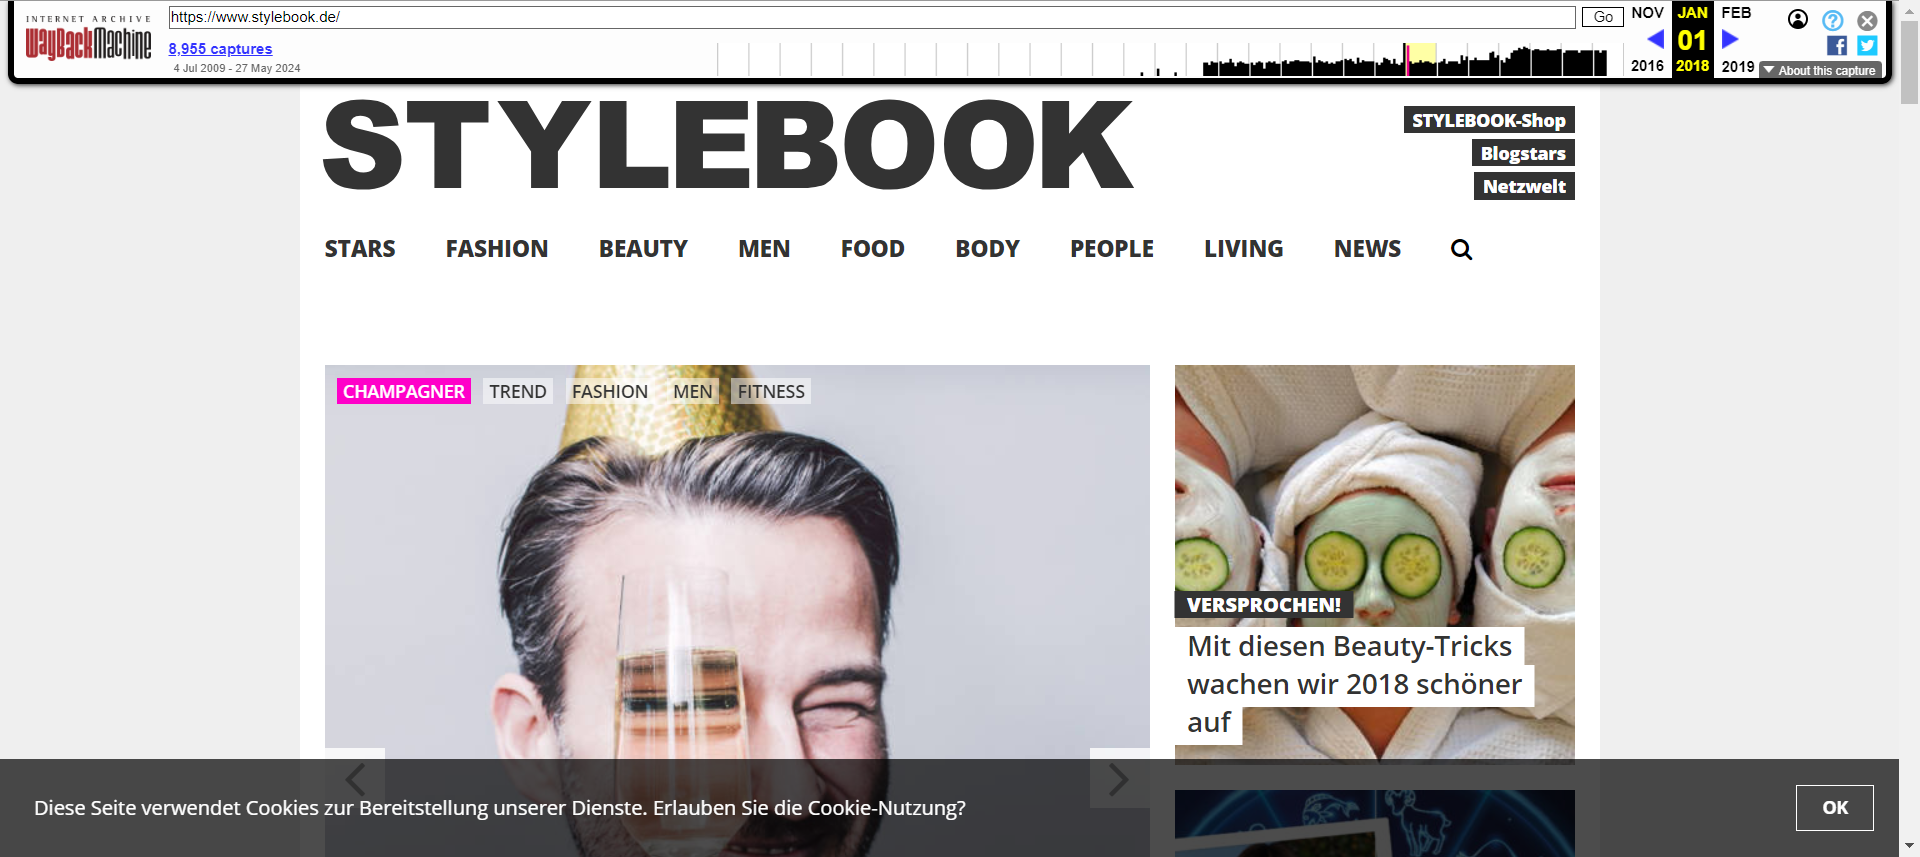 INTERNET ARCHIVE
WayBackMachine
https://www.stylebook.de/
Go
8,955 captures
4 Jul 2009 - 27 May 2024
NOV
JAN
FEB
01
2016
2018
2019
About this capture
STYLEBOOK
STYLEBOOK-Shop
Blogstars
Netzwelt
STARS
FASHION
BEAUTY
MEN
FOOD
BODY
PEOPLE
LIVING
NEWS
CHAMPAGNER
TREND
FASHION
MEN
FITNESS
VERSPROCHEN!
Mit diesen Beauty-Tricks
wachen wir 2018 schöner
auf
Diese Seite verwendet Cookies zur Bereitstellung unserer Dienste. Erlauben Sie die Cookie-Nutzung?
OK